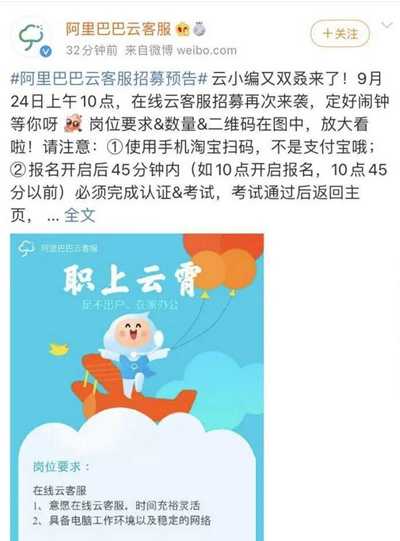 阿里巴巴云客服
32分钟前 来自微博 weibo.com
+关注
#阿里巴巴云客服招募预告# 云小编又双叒来了！9月
24日上午10点，在线云客服招募再次来袭，定好闹钟
等你呀 岗位要求&数量&二维码在图中，放大看
啦！请注意：①使用手机淘宝扫码，不是支付宝哦；
②报名开启后45分钟内（如10点开启报名，10点45
分以前）必须完成认证&考试，考试通过后返回主
页，... 全文
阿里巴巴云客服
职上云霄
足不出户、在家办公
岗位要求：
在线云客服
1、意愿在线云客服，时间充裕灵活
2、具备电脑工作环境以及稳定的网络